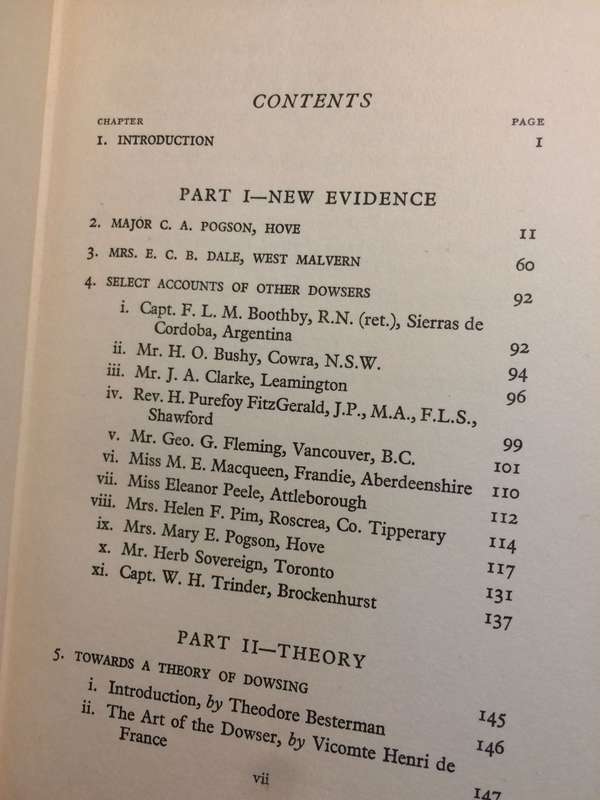 CONTENTS
CHAPTER PAGE
1. INTRODUCTION 1
PART I—NEW EVIDENCE
2. MAJOR C. A. POGSON, HOVE 11
3. MRS. E. C. B. DALE, WEST MALVERN 60
4. SELECT ACCOUNTS OF OTHER DOWSERS 92
i. Capt. F. L. M. Boothby, R.N. (ret.), Sierras de
Cordoba, Argentina 92
ii. Mr. H. O. Bushy, Cowra, N.S.W. 94
iii. Mr. J. A. Clarke, Leamington 96
iv. Rev. H. Purefoy FitzGerald, J.P., M.A., F.L.S.,
Shawford 99
v. Mr. Geo. G. Fleming, Vancouver, B.C. 101
vi. Miss M. E. Macqueen, Frandie, Aberdeenshire 110
vii. Miss Eleanor Peele, Attleborough 112
viii. Mrs. Helen F. Pim, Roscrea, Co. Tipperary 114
ix. Mrs. Mary E. Pogson, Hove 117
x. Mr. Herb Sovereign, Toronto 131
xi. Capt. W. H. Trinder, Brockenhurst 137
PART II—THEORY
5. TOWARDS A THEORY OF DOWSING 145
i. Introduction, by Theodore Besterman 146
ii. The Art of the Dowser, by Vicomte Henri de
France 147
vii